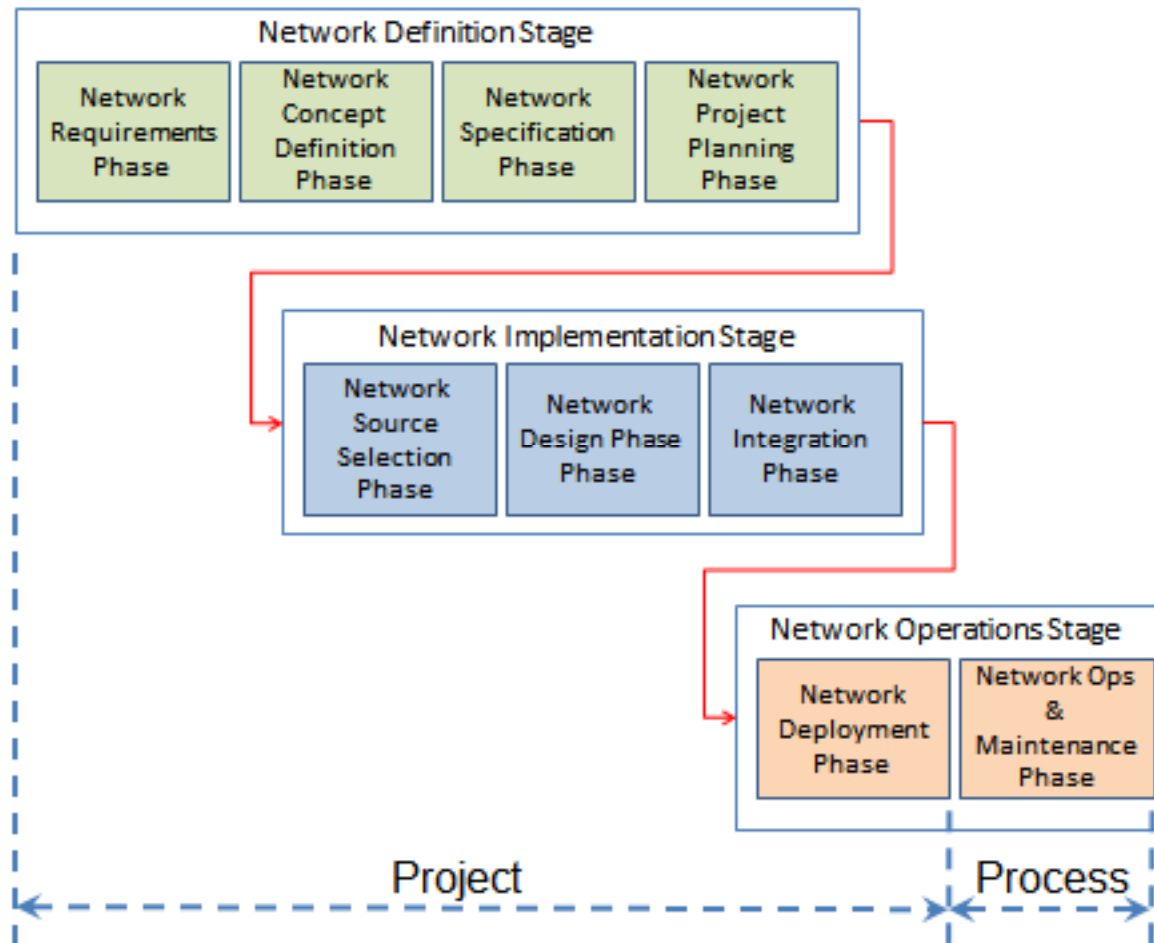 Network Definition Stage
Network
Requirements
Phase
Network
Concept
Definition
Phase
Network
Specification
Phase
Network
Project
Planning
Phase
Network Implementation Stage
Network
Source
Selection
Phase
Network
Design Phase
Phase
Network
Integration
Phase
Network Operations Stage
Network
Deployment
Phase
Network Ops
&
Maintenance
Phase
Project
Process